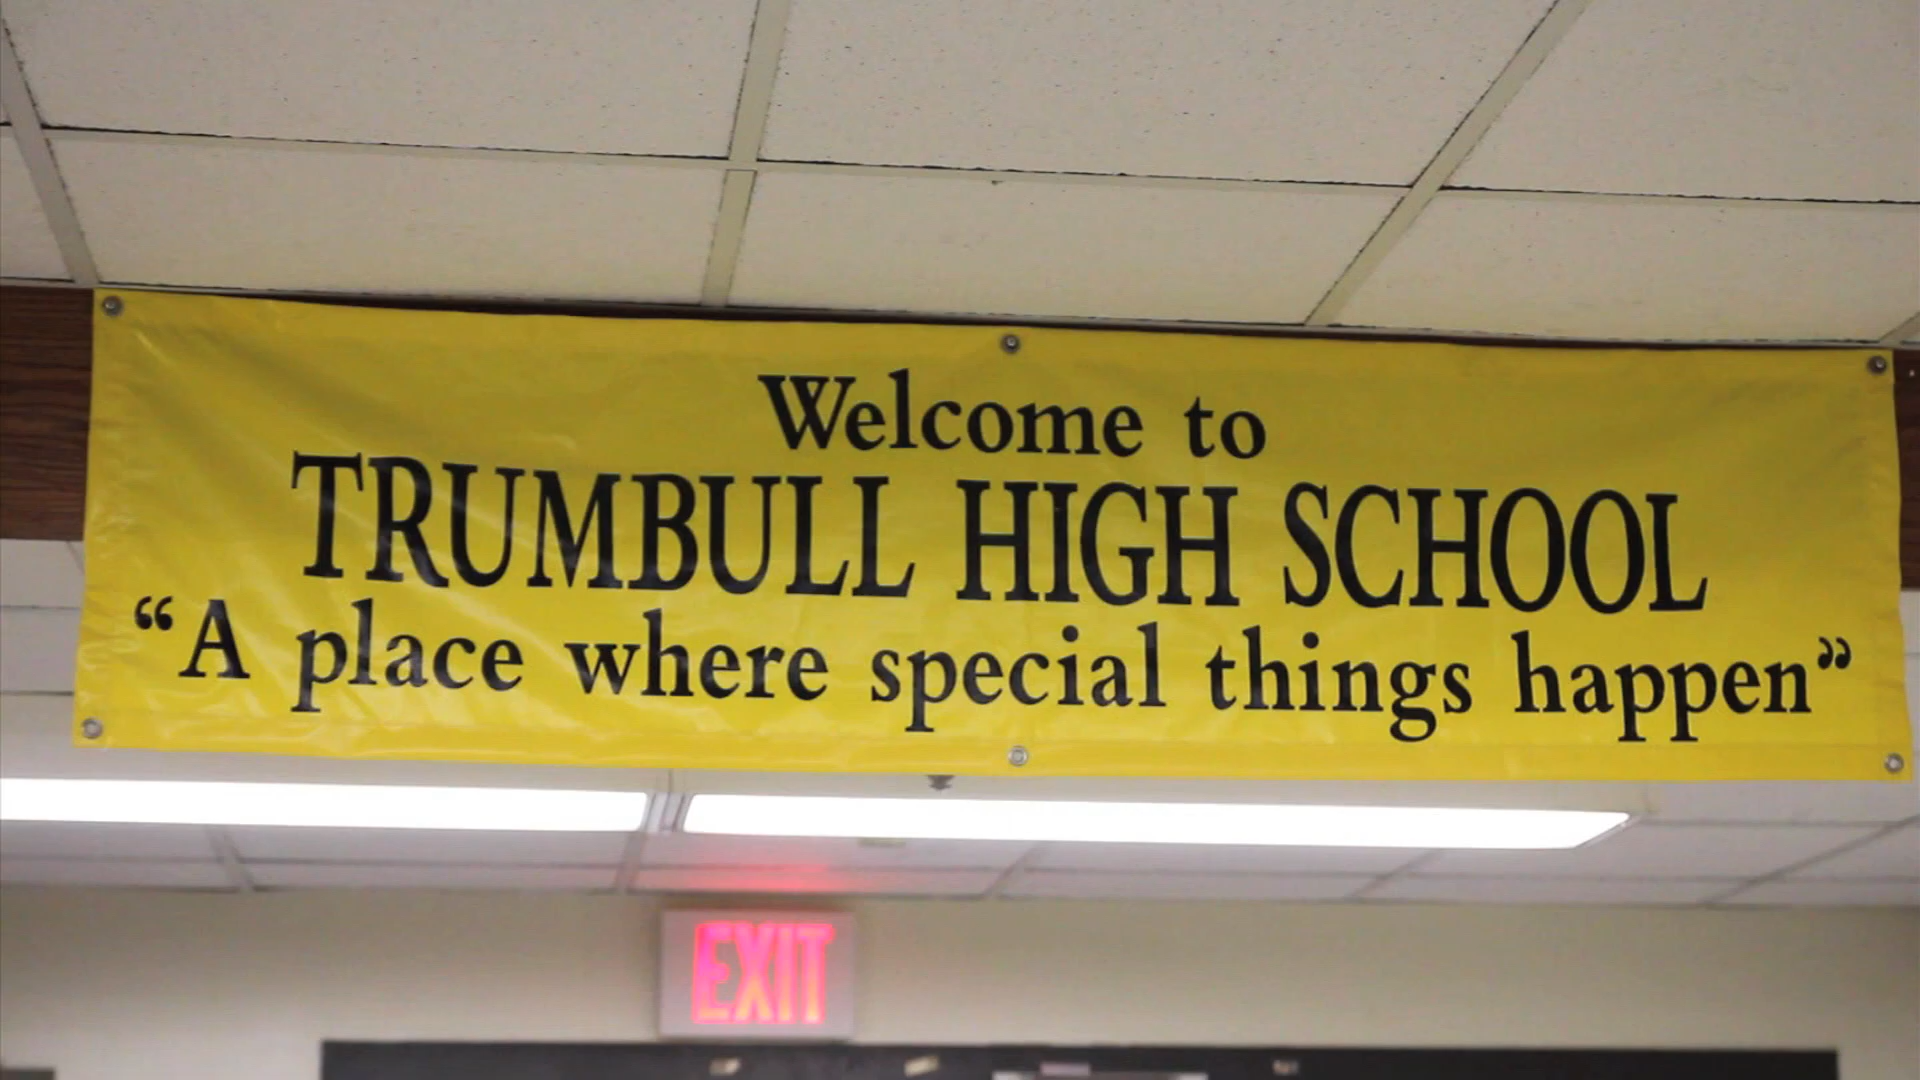 Welcome to
TRUMBULL HIGH SCHOOL
“A place where special things happen”
EXIT